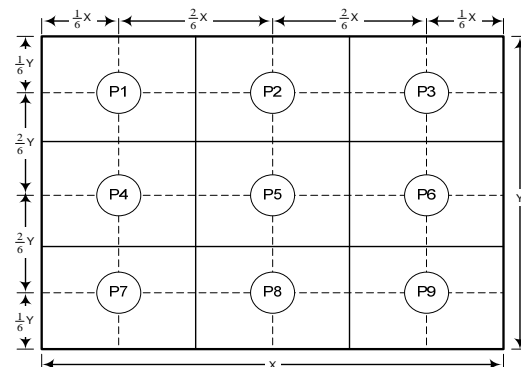 1/6 X 2/6 X 2/6 X 1/6 X
1/6 Y
P1 P2 P3
2/6 Y
P4 P5 P6 Y
2/6 Y
P7 P8 P9
1/6 Y
X